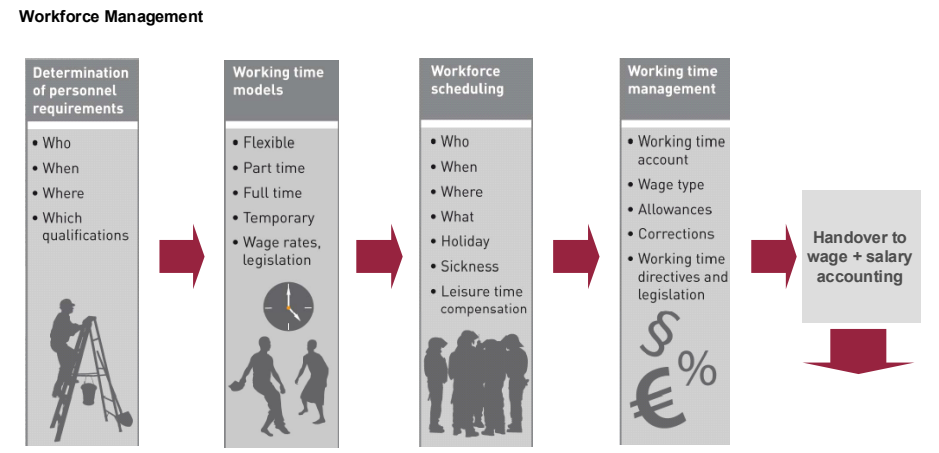 Workforce Management
Determination
of personnel
requirements
• Who
• When
• Where
• Which
qualifications
Working time
models
• Flexible
• Part time
• Full time
• Temporary
• Wage rates,
legislation
Workforce
scheduling
• Who
• When
• Where
• What
• Holiday
• Sickness
• Leisure time
compensation
Working time
management
• Working time
account
• Wage type
• Allowances
• Corrections
• Working time
directives and
legislation
§
%
€
Handover to
wage + salary
accounting